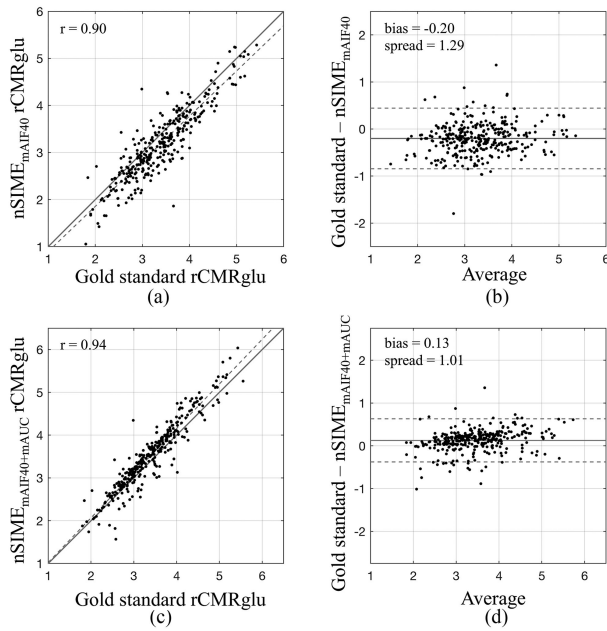 r = 0.90
nSIME_mAIF40 rCMRglu
6
5
4
3
2
1
1 2 3 4 5 6
Gold standard rCMRglu
(a)
bias = -0.20
spread = 1.29
Gold standard – nSIME_mAIF40
2
1
0
-1
-2
1 2 3 4 5 6
Average
(b)
r = 0.94
nSIME_mAIF40+mAUC rCMRglu
6
5
4
3
2
1
1 2 3 4 5 6
Gold standard rCMRglu
(c)
bias = 0.13
spread = 1.01
Gold standard – nSIME_mAIF40+mAUC
2
1
0
-1
-2
1 2 3 4 5 6
Average
(d)